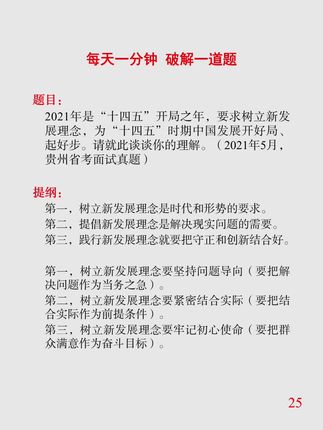 每天一分钟 破解一道题
题目：
2021年是“十四五”开局之年，要求树立新发
展理念，为“十四五”时期中国发展开好局、
起好步。请就此谈谈你的理解。（2021年5月，
贵州省考面试真题）
提纲：
第一，树立新发展理念是时代和形势的要求。
第二，提倡新发展理念是解决现实问题的需要。
第三，践行新发展理念就要把守正和创新结合好。
第一，树立新发展理念要坚持问题导向（要把解
决问题作为当务之急）。
第二，树立新发展理念要紧密结合实际（要把结
合实际作为前提条件）。
第三，树立新发展理念要牢记初心使命（要把群
众满意作为奋斗目标）。
25